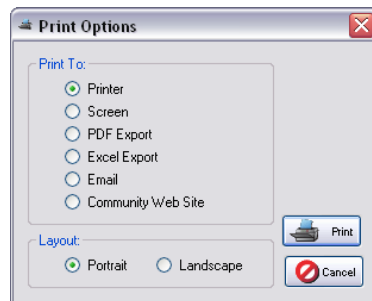 Print Options
Print To:
Printer
Screen
PDF Export
Excel Export
Email
Community Web Site
Print
Layout:
Portrait Landscape
Cancel